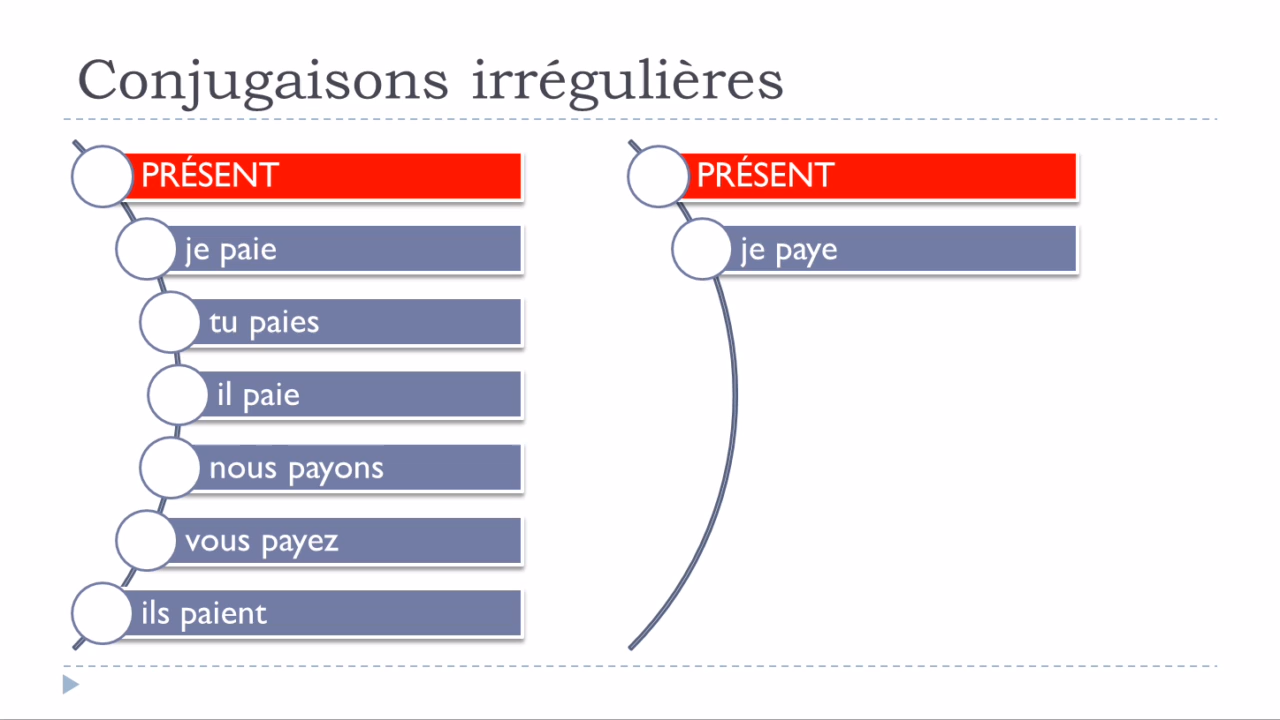 Conjugaisons irrégulières
PRÉSENT
je paie
tu paies
il paie
nous payons
vous payez
ils paient
PRÉSENT
je paye